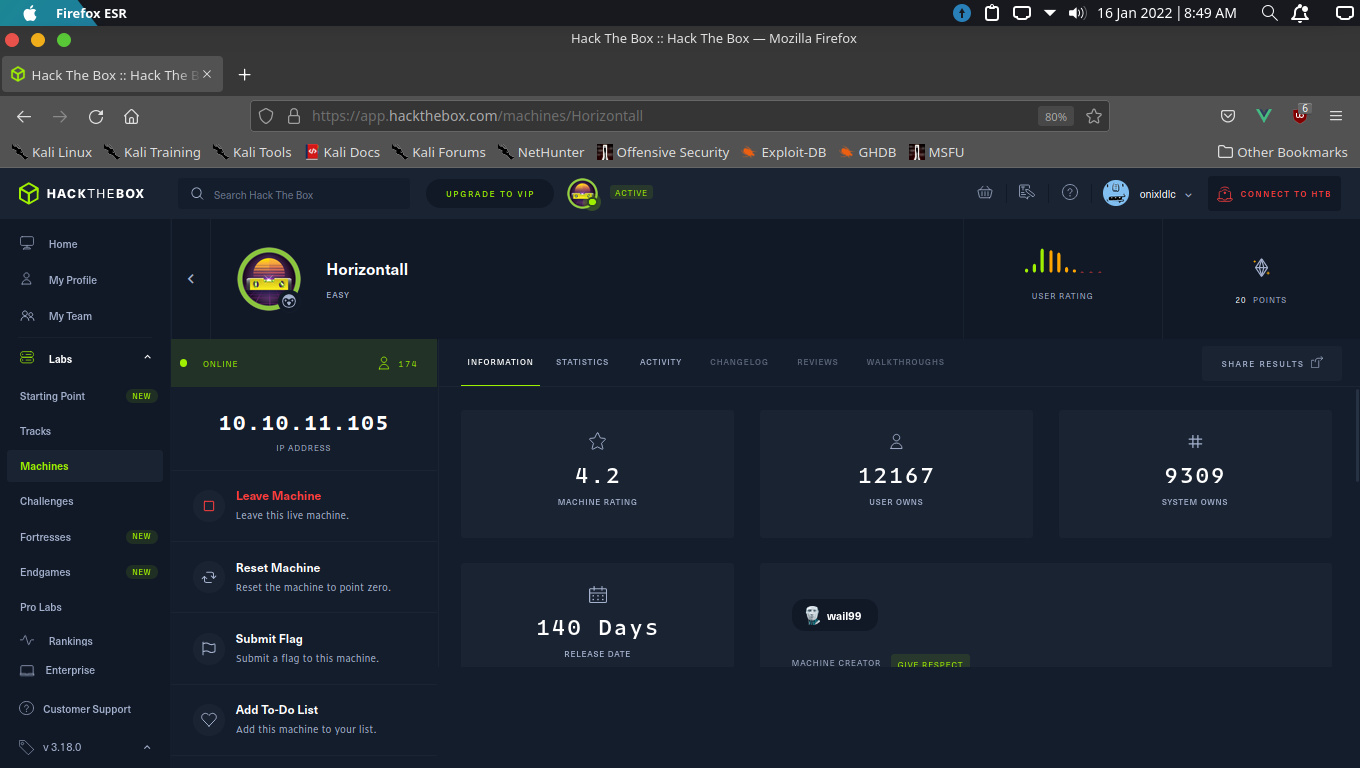 Firefox ESR
16 Jan 2022 | 8:49 AM
Hack The Box :: Hack The Box — Mozilla Firefox
Hack The Box :: Hack The B
https://app.hackthebox.com/machines/Horizontall
80%
6
Kali Linux
Kali Training
Kali Tools
Kali Docs
Kali Forums
NetHunter
Offensive Security
Exploit-DB
GHDB
MSFU
Other Bookmarks
HACKTHEBOX
Search Hack The Box
UPGRADE TO VIP
ACTIVE
onixldlc
CONNECT TO HTB
Home
My Profile
My Team
Labs
Starting Point NEW
Tracks
Machines
Challenges
Fortresses NEW
Endgames NEW
Pro Labs
Rankings
Enterprise
Customer Support
v 3.18.0
Horizontall
EASY
USER RATING
20 POINTS
ONLINE
174
10.10.11.105
IP ADDRESS
Leave Machine
Leave this live machine.
Reset Machine
Reset the machine to point zero.
Submit Flag
Submit a flag to this machine.
Add To-Do List
Add this machine to your list.
INFORMATION
STATISTICS
ACTIVITY
CHANGELOG
REVIEWS
WALKTHROUGHS
SHARE RESULTS
4.2
MACHINE RATING
12167
USER OWNS
9309
SYSTEM OWNS
140 Days
RELEASE DATE
wail99
MACHINE CREATOR
GIVE RESPECT